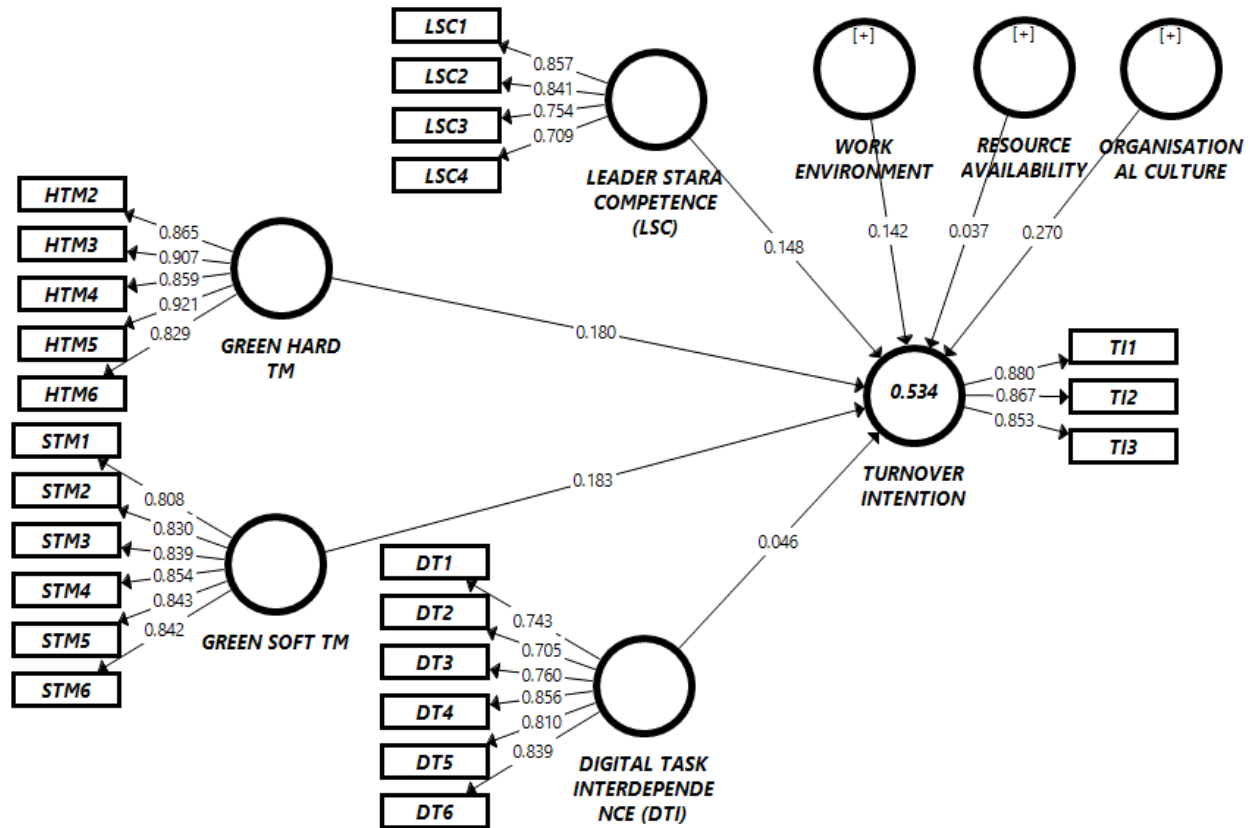 LSC1
LSC2
LSC3
LSC4
0.857
0.841
0.754
0.709
LEADER STARA
COMPETENCE
(LSC)
[+]
WORK
ENVIRONMENT
[+]
RESOURCE
AVAILABILITY
[+]
ORGANISATION
AL CULTURE
0.148
0.142
0.037
0.270
HTM2
HTM3
HTM4
HTM5
HTM6
0.865
0.907
0.859
0.921
0.829
GREEN HARD
TM
0.180
0.534
TURNOVER
INTENTION
0.880
0.867
0.853
TI1
TI2
TI3
STM1
STM2
STM3
STM4
STM5
STM6
0.808
0.830
0.839
0.854
0.843
0.842
GREEN SOFT TM
0.183
DT1
DT2
DT3
DT4
DT5
DT6
0.743
0.705
0.760
0.856
0.810
0.839
DIGITAL TASK
INTERDEPENDE
NCE (DTI)
0.046